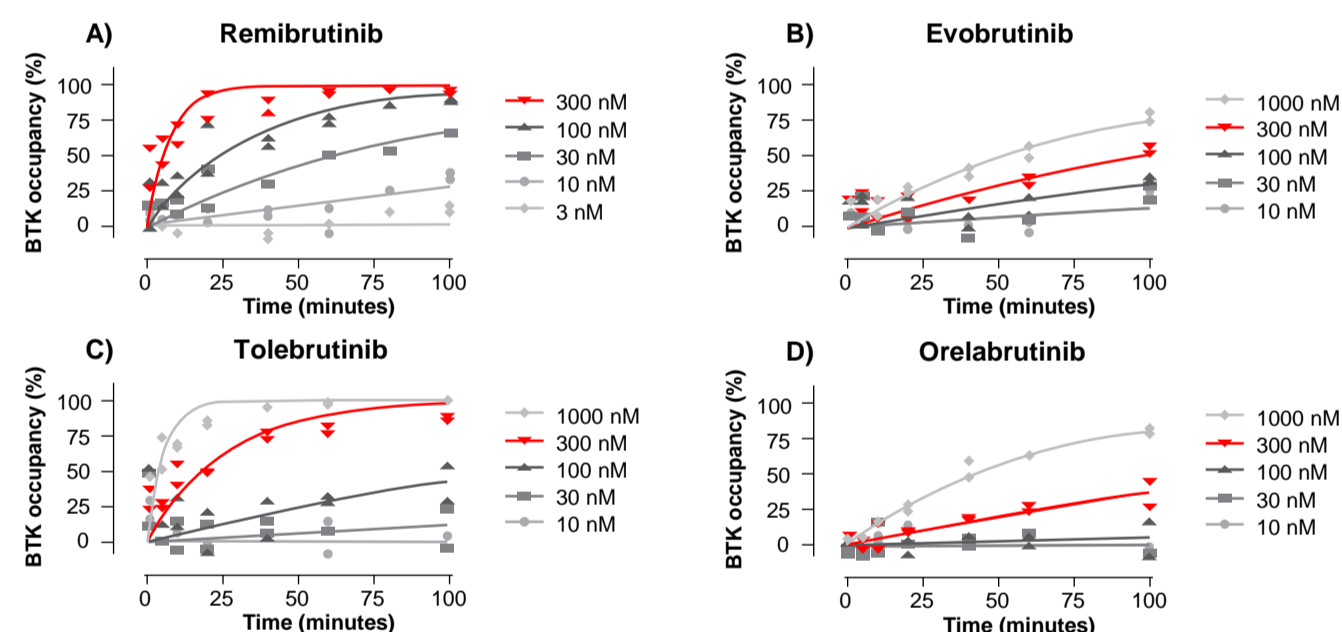 A) Remibrutinib
BTK occupancy (%)
100
75
50
25
0
0 25 50 75 100
Time (minutes)
300 nM
100 nM
30 nM
10 nM
3 nM
B) Evobrutinib
BTK occupancy (%)
100
75
50
25
0
0 25 50 75 100
Time (minutes)
1000 nM
300 nM
100 nM
30 nM
10 nM
C) Tolebrutinib
BTK occupancy (%)
100
75
50
25
0
0 25 50 75 100
Time (minutes)
1000 nM
300 nM
100 nM
30 nM
10 nM
D) Orelabrutinib
BTK occupancy (%)
100
75
50
25
0
0 25 50 75 100
Time (minutes)
1000 nM
300 nM
100 nM
30 nM
10 nM